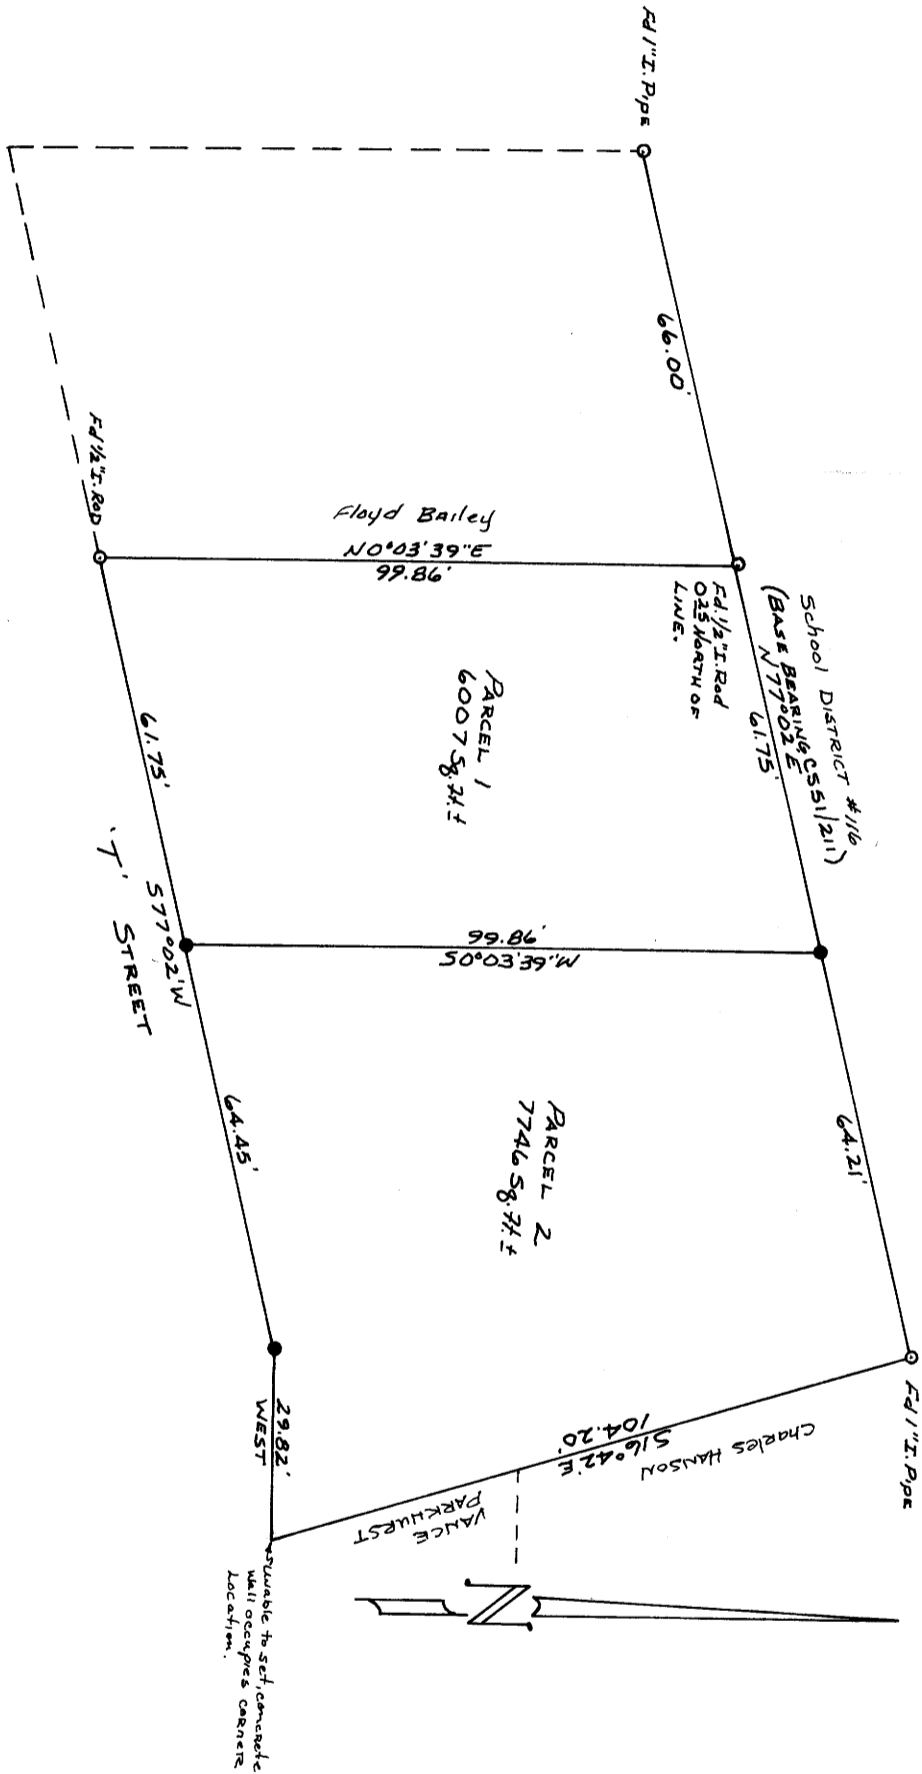 Fd 1" I. Pipe
66.00'
School District #116
(BASE BEARING, CS51/211)
N 77°02' E
61.75'
Fd. 1/2" I. Rod
0.25 NORTH OF
LINE.
Floyd Bailey
N0°03'39"E
99.86'
Fd 1/2" I. Rod
PARCEL 1
6007 Sq. Ft. ±
61.75'
S77°02'W
'T' STREET
99.86'
S0°03'39"W
64.21'
PARCEL 2
7746 Sq. Ft. ±
64.45'
Fd 1" I. Pipe
CHARLES HANSON
S16°42'E
104.20'
VANCE
PARKHURST
29.82'
WEST
Unable to set, concrete
wall occupies corner
Location.
N